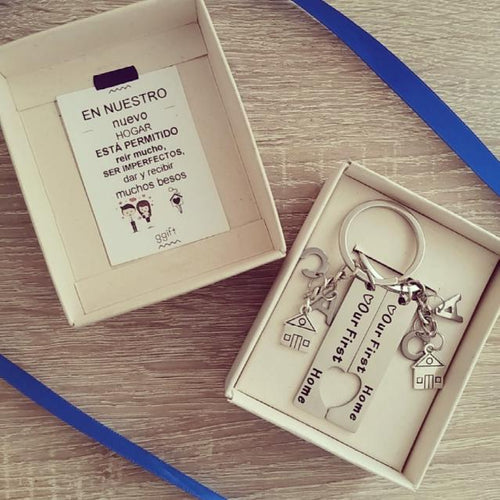 EN NUESTRO
nuevo
HOGAR
ESTÁ PERMITIDO
reir mucho,
SER IMPERFECTOS,
dar y recibir
muchos besos
ggift
♡Our First Home
♡Our First Home
C
A
C
A